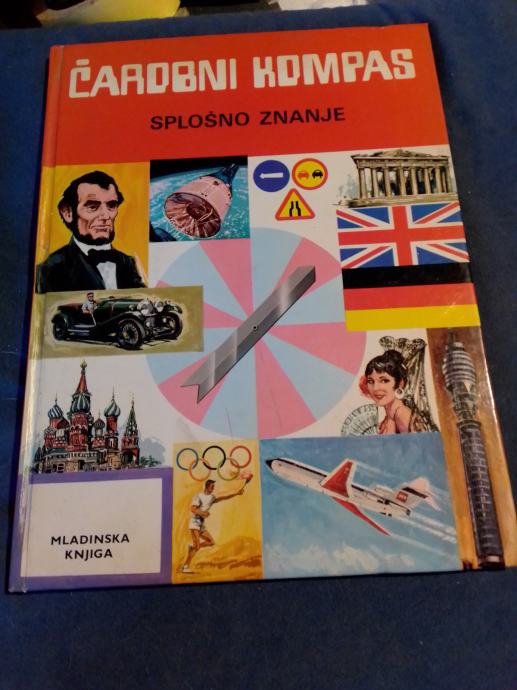 ČAROBNI KOMPAS
SPLOŠNO ZNANJE
MLADINSKA
KNJIGA